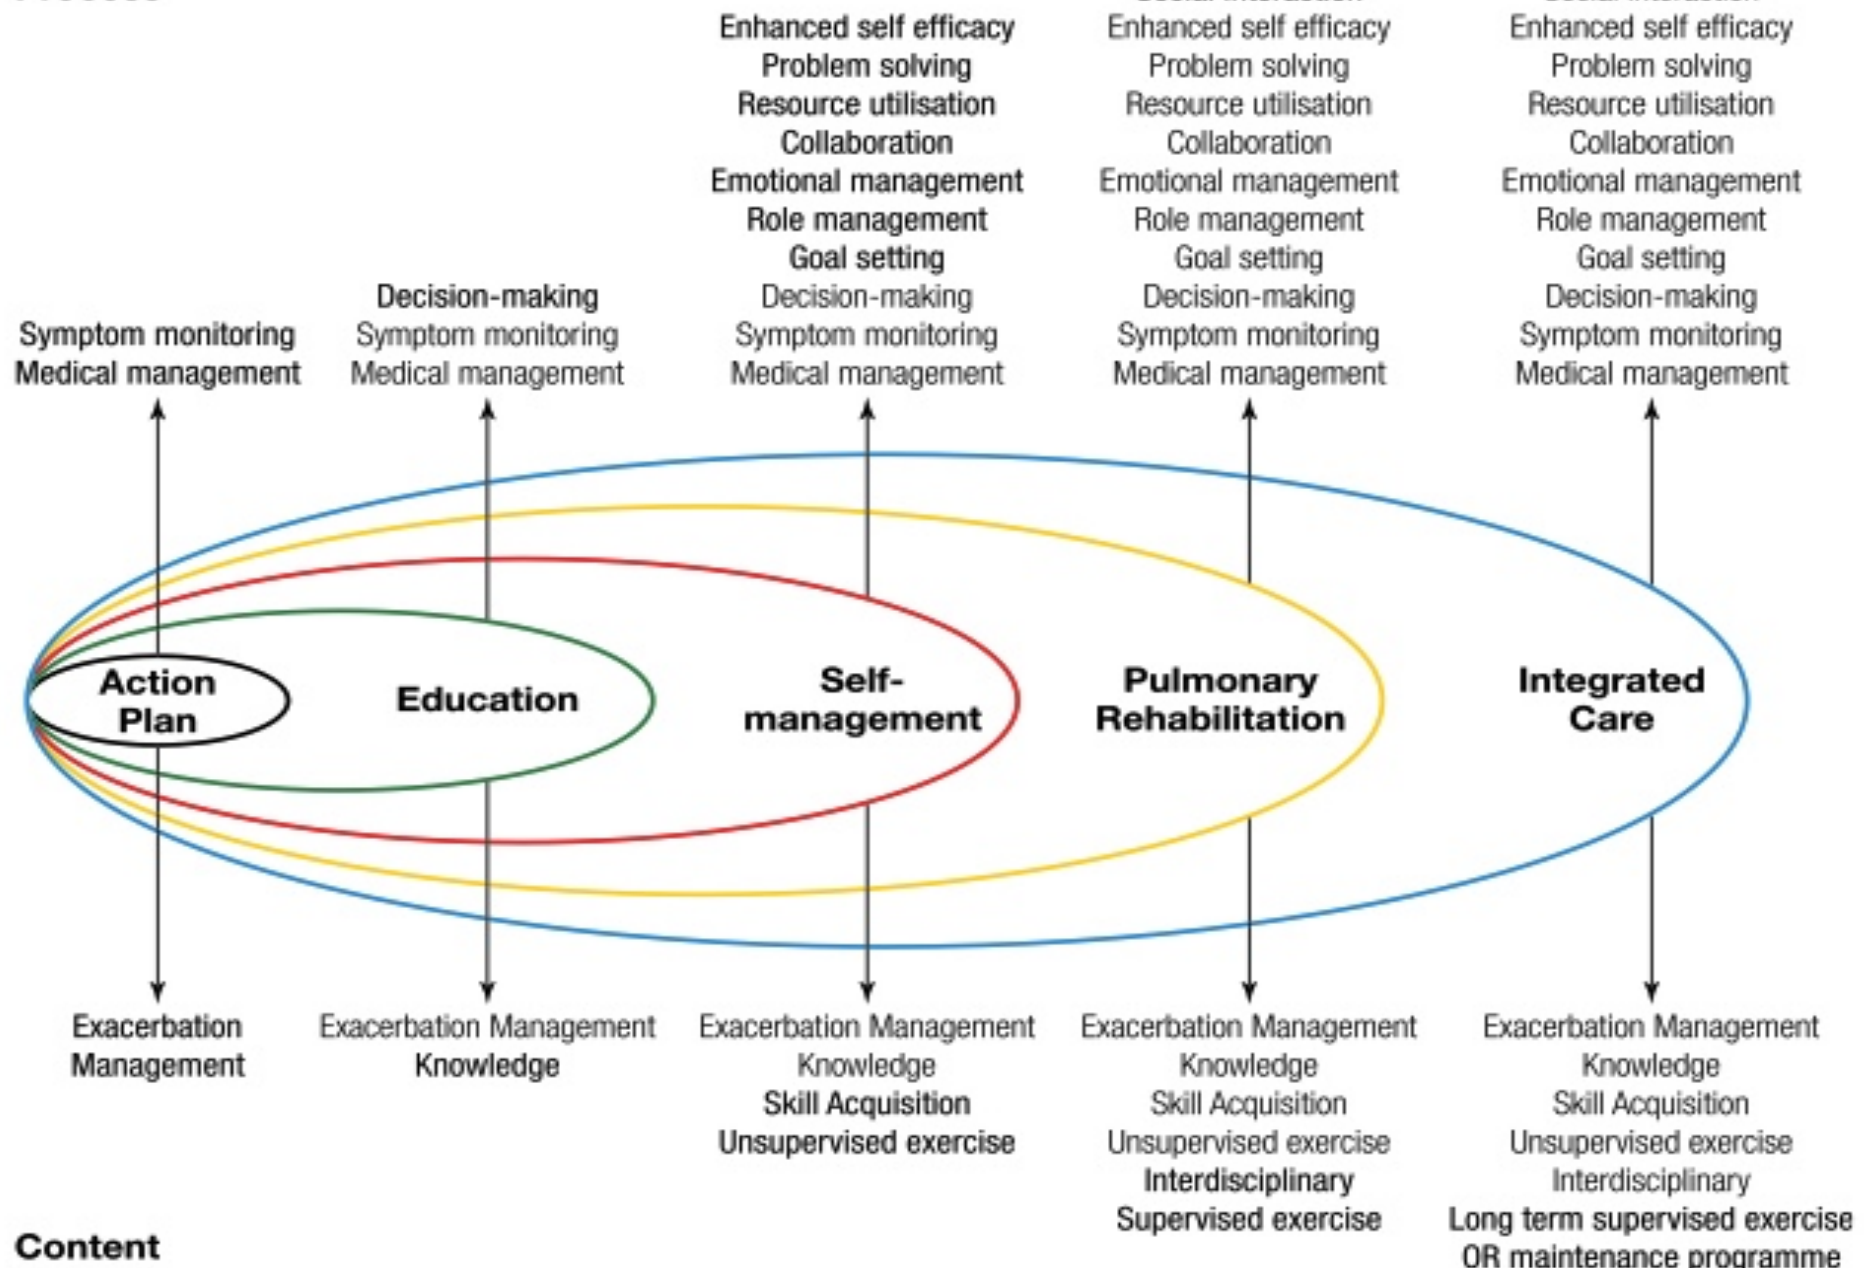 Enhanced self efficacy
Problem solving
Resource utilisation
Collaboration
Emotional management
Role management
Goal setting
Decision-making
Symptom monitoring
Medical management
Enhanced self efficacy
Problem solving
Resource utilisation
Collaboration
Emotional management
Role management
Goal setting
Decision-making
Symptom monitoring
Medical management
Enhanced self efficacy
Problem solving
Resource utilisation
Collaboration
Emotional management
Role management
Goal setting
Decision-making
Symptom monitoring
Medical management
Decision-making
Symptom monitoring
Medical management
Symptom monitoring
Medical management
Action
Plan
Education
Self-
management
Pulmonary
Rehabilitation
Integrated
Care
Exacerbation
Management
Exacerbation Management
Knowledge
Exacerbation Management
Knowledge
Skill Acquisition
Unsupervised exercise
Exacerbation Management
Knowledge
Skill Acquisition
Unsupervised exercise
Interdisciplinary
Supervised exercise
Exacerbation Management
Knowledge
Skill Acquisition
Unsupervised exercise
Interdisciplinary
Long term supervised exercise
OR maintenance programme
Content